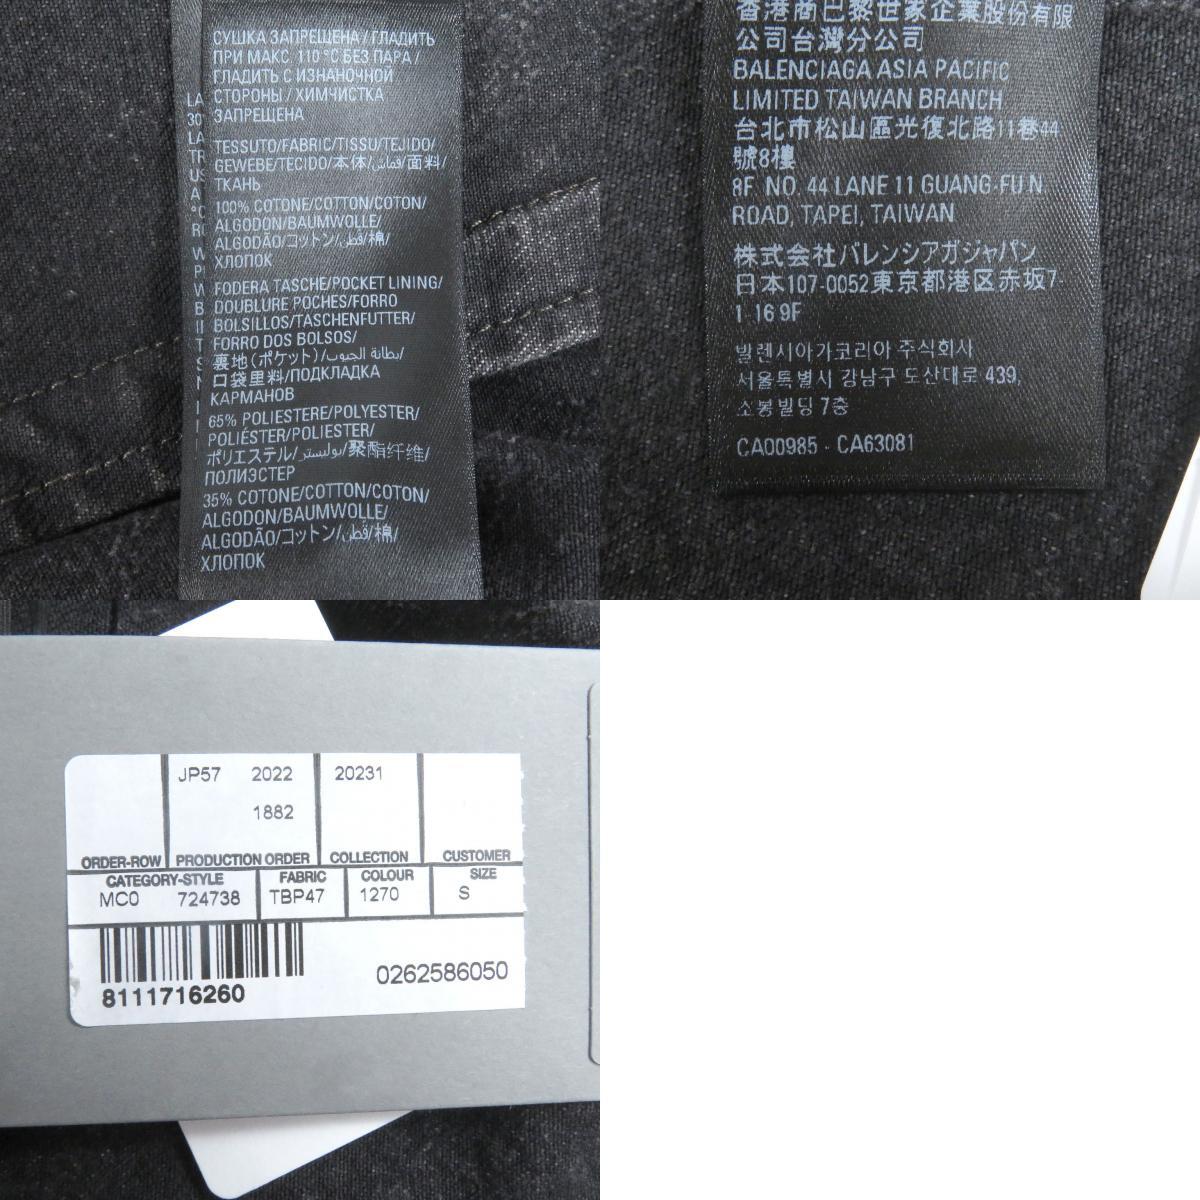 СУШКА ЗАПРЕЩЕНА / ГЛАДИТЬ
ПРИ МАКС. 110 °C БЕЗ ПАРА /
ГЛАДИТЬ С ИЗНАНОЧНОЙ
СТОРОНЫ / ХИМЧИСТКА
ЗАПРЕЩЕНА
TESSUTO/FABRIC/TISSU/TEJIDO/
GEWEBE/TECIDO/本体/قماش/面料/
ТКАНЬ
100% COTONE/COTTON/COTON/
ALGODON/BAUMWOLLE/
ALGODÃO/コットン/قطن/棉/
ХЛОПОК
FODERA TASCHE/POCKET LINING/
DOUBLURE POCHES/FORRO
BOLSILLOS/TASCHENFUTTER/
FORRO DOS BOLSOS/
裏地(ポケット)/بطانة الجيوب/
口袋里料/ПОДКЛАДКА
КАРМАНОВ
65% POLIESTERE/POLYESTER/
POLIÉSTER/POLIESTER/
ポリエステル/بوليستر/聚酯纤维/
ПОЛИЭСТЕР
35% COTONE/COTTON/COTON/
ALGODON/BAUMWOLLE/
ALGODÃO/コットン/قطن/棉/
ХЛОПОК
香港商巴黎世家企業股份有限
公司台灣分公司
BALENCIAGA ASIA PACIFIC
LIMITED TAIWAN BRANCH
台北市松山區光復北路11巷44
號8樓
8F NO. 44 LANE 11 GUANG-FU N
ROAD, TAPEI, TAIWAN
株式会社バレンシアガジャパン
日本107-0052東京都港区赤坂7-
1 16 9F
발렌시아가코리아 주식회사
서울특별시 강남구 도산대로 439,
소봉빌딩 7층
CA00985 - CA63081
JP57 2022 20231
1882
ORDER-ROW PRODUCTION ORDER COLLECTION CUSTOMER
CATEGORY-STYLE FABRIC COLOUR SIZE
MC0 724738 TBP47 1270 S
0262586050
8111716260